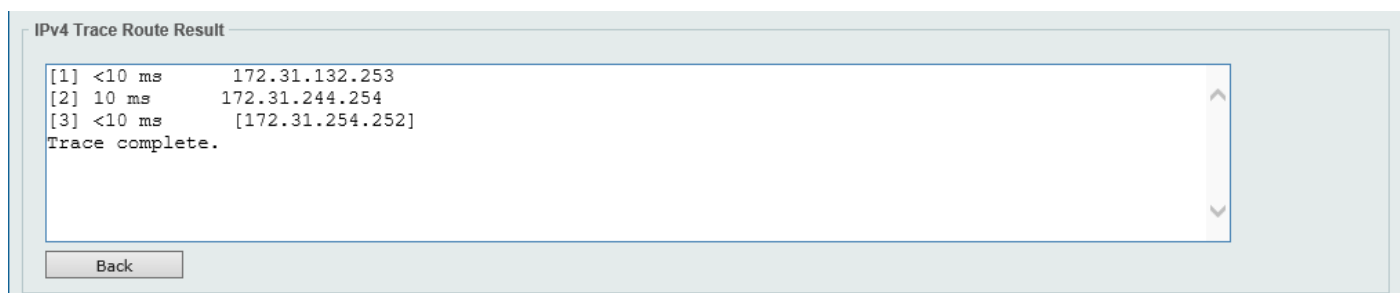 IPv4 Trace Route Result
[1] <10 ms 172.31.132.253
[2] 10 ms 172.31.244.254
[3] <10 ms [172.31.254.252]
Trace complete.
Back